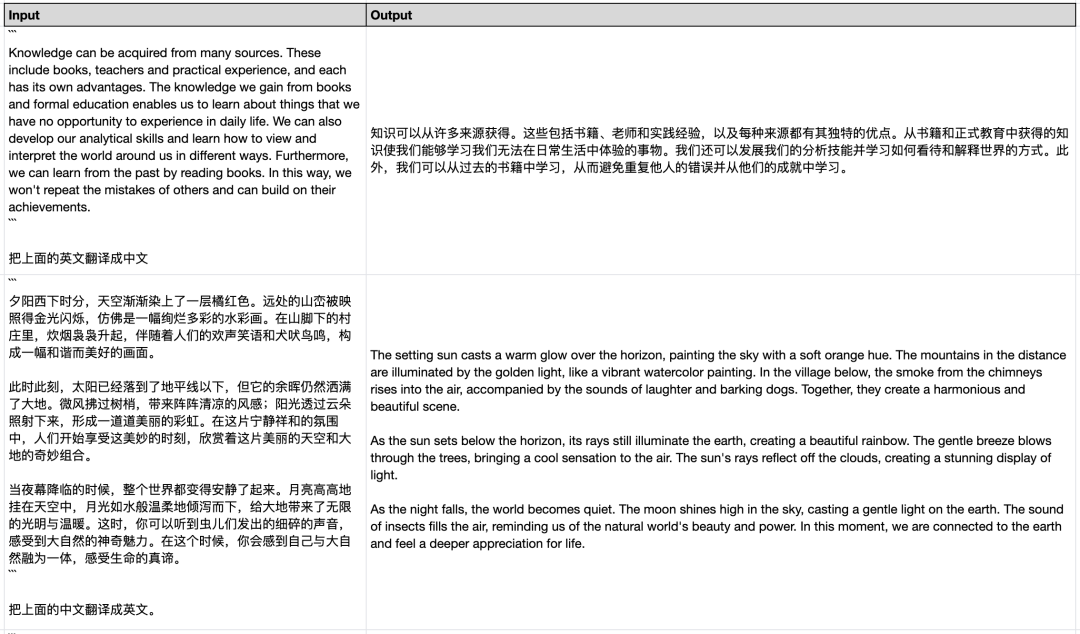 Input
Output
```
Knowledge can be acquired from many sources. These
include books, teachers and practical experience, and each
has its own advantages. The knowledge we gain from books
and formal education enables us to learn about things that we
have no opportunity to experience in daily life. We can also
develop our analytical skills and learn how to view and
interpret the world around us in different ways. Furthermore,
we can learn from the past by reading books. In this way, we
won't repeat the mistakes of others and can build on their
achievements.
```
把上面的英文翻译成中文
知识可以从许多来源获得。这些包括书籍、老师和实践经验，以及每种来源都有其独特的优点。从书籍和正式教育中获得的知
识使我们能够学习我们无法在日常生活中体验的事物。我们还可以发展我们的分析技能并学习如何看待和解释世界的方式。此
外，我们可以从过去的书籍中学习，从而避免重复他人的错误并从他们的成就中学习。
```
夕阳西下时分，天空渐渐染上了一层橘红色。远处的山峦被映
照得金光闪烁，仿佛是一幅绚烂多彩的水彩画。在山脚下的村
庄里，炊烟袅袅升起，伴随着人们的欢声笑语和犬吠鸟鸣，构
成一幅和谐而美好的画面。
此时此刻，太阳已经落到了地平线以下，但它的余晖仍然洒满
了大地。微风拂过树梢，带来阵阵清凉的风感；阳光透过云朵
照射下来，形成一道道美丽的彩虹。在这片宁静祥和的氛围
中，人们开始享受这美妙的时刻，欣赏着这片美丽的天空和大
地的奇妙组合。
当夜幕降临的时候，整个世界都变得安静了起来。月亮高高地
挂在天空中，月光如水般温柔地倾泻而下，给大地带来了无限
的光明与温暖。这时，你可以听到虫儿们发出的细碎的声音，
感受到大自然的神奇魅力。在这个时候，你会感到自己与大自
然融为一体，感受生命的真谛。
```
把上面的中文翻译成英文。
The setting sun casts a warm glow over the horizon, painting the sky with a soft orange hue. The mountains in the distance
are illuminated by the golden light, like a vibrant watercolor painting. In the village below, the smoke from the chimneys
rises into the air, accompanied by the sounds of laughter and barking dogs. Together, they create a harmonious and
beautiful scene.
As the sun sets below the horizon, its rays still illuminate the earth, creating a beautiful rainbow. The gentle breeze blows
through the trees, bringing a cool sensation to the air. The sun's rays reflect off the clouds, creating a stunning display of
light.
As the night falls, the world becomes quiet. The moon shines high in the sky, casting a gentle light on the earth. The sound
of insects fills the air, reminding us of the natural world's beauty and power. In this moment, we are connected to the earth
and feel a deeper appreciation for life.
```